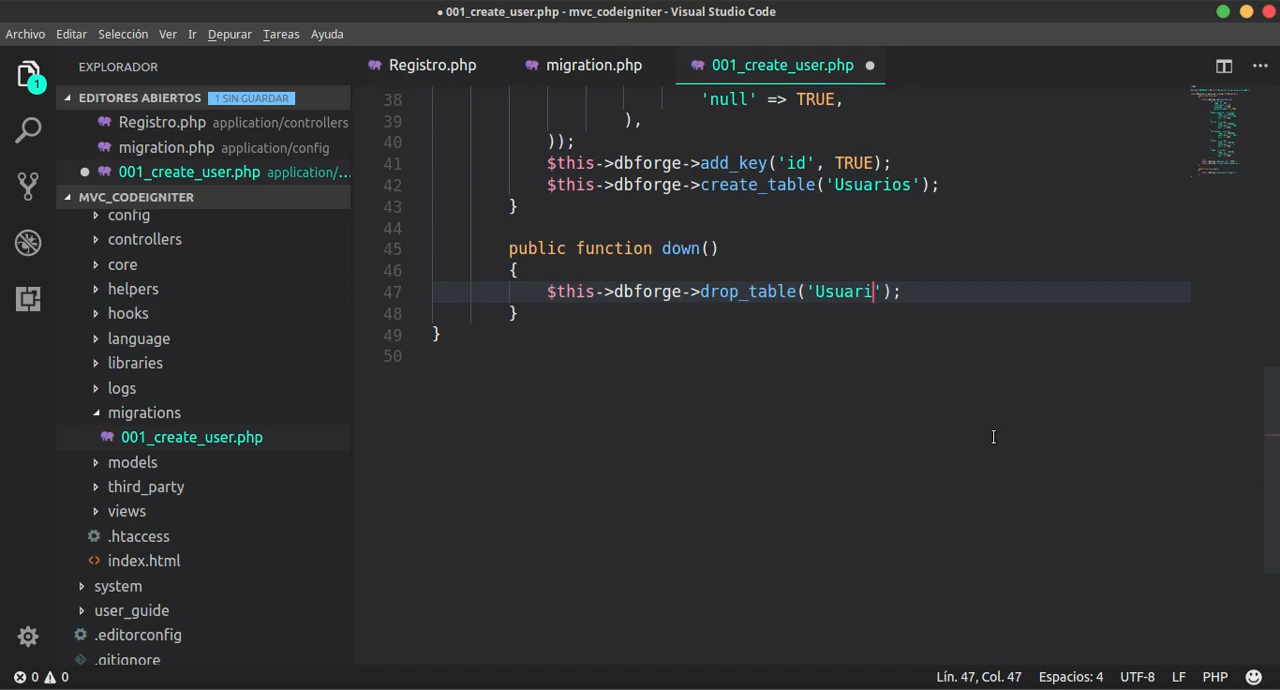 ● 001_create_user.php - mvc_codeigniter - Visual Studio Code
Archivo Editar Selección Ver Ir Depurar Tareas Ayuda
EXPLORADOR
Registro.php migration.php 001_create_user.php ●
1
EDITORES ABIERTOS 1 SIN GUARDAR
Registro.php application/controllers
migration.php application/config
● 001_create_user.php application/...
MVC_CODEIGNITER
config
controllers
core
helpers
hooks
language
libraries
logs
migrations
001_create_user.php
models
third_party
views
.htaccess
<> index.html
system
user_guide
.editorconfig
.gitignore
38 'null' => TRUE,
39 ),
40 ));
41 $this->dbforge->add_key('id', TRUE);
42 $this->dbforge->create_table('Usuarios');
43 }
44
45 public function down()
46 {
47 $this->dbforge->drop_table('Usuari');
48 }
49 }
50
0 0 Lín. 47, Col. 47 Espacios: 4 UTF-8 LF PHP